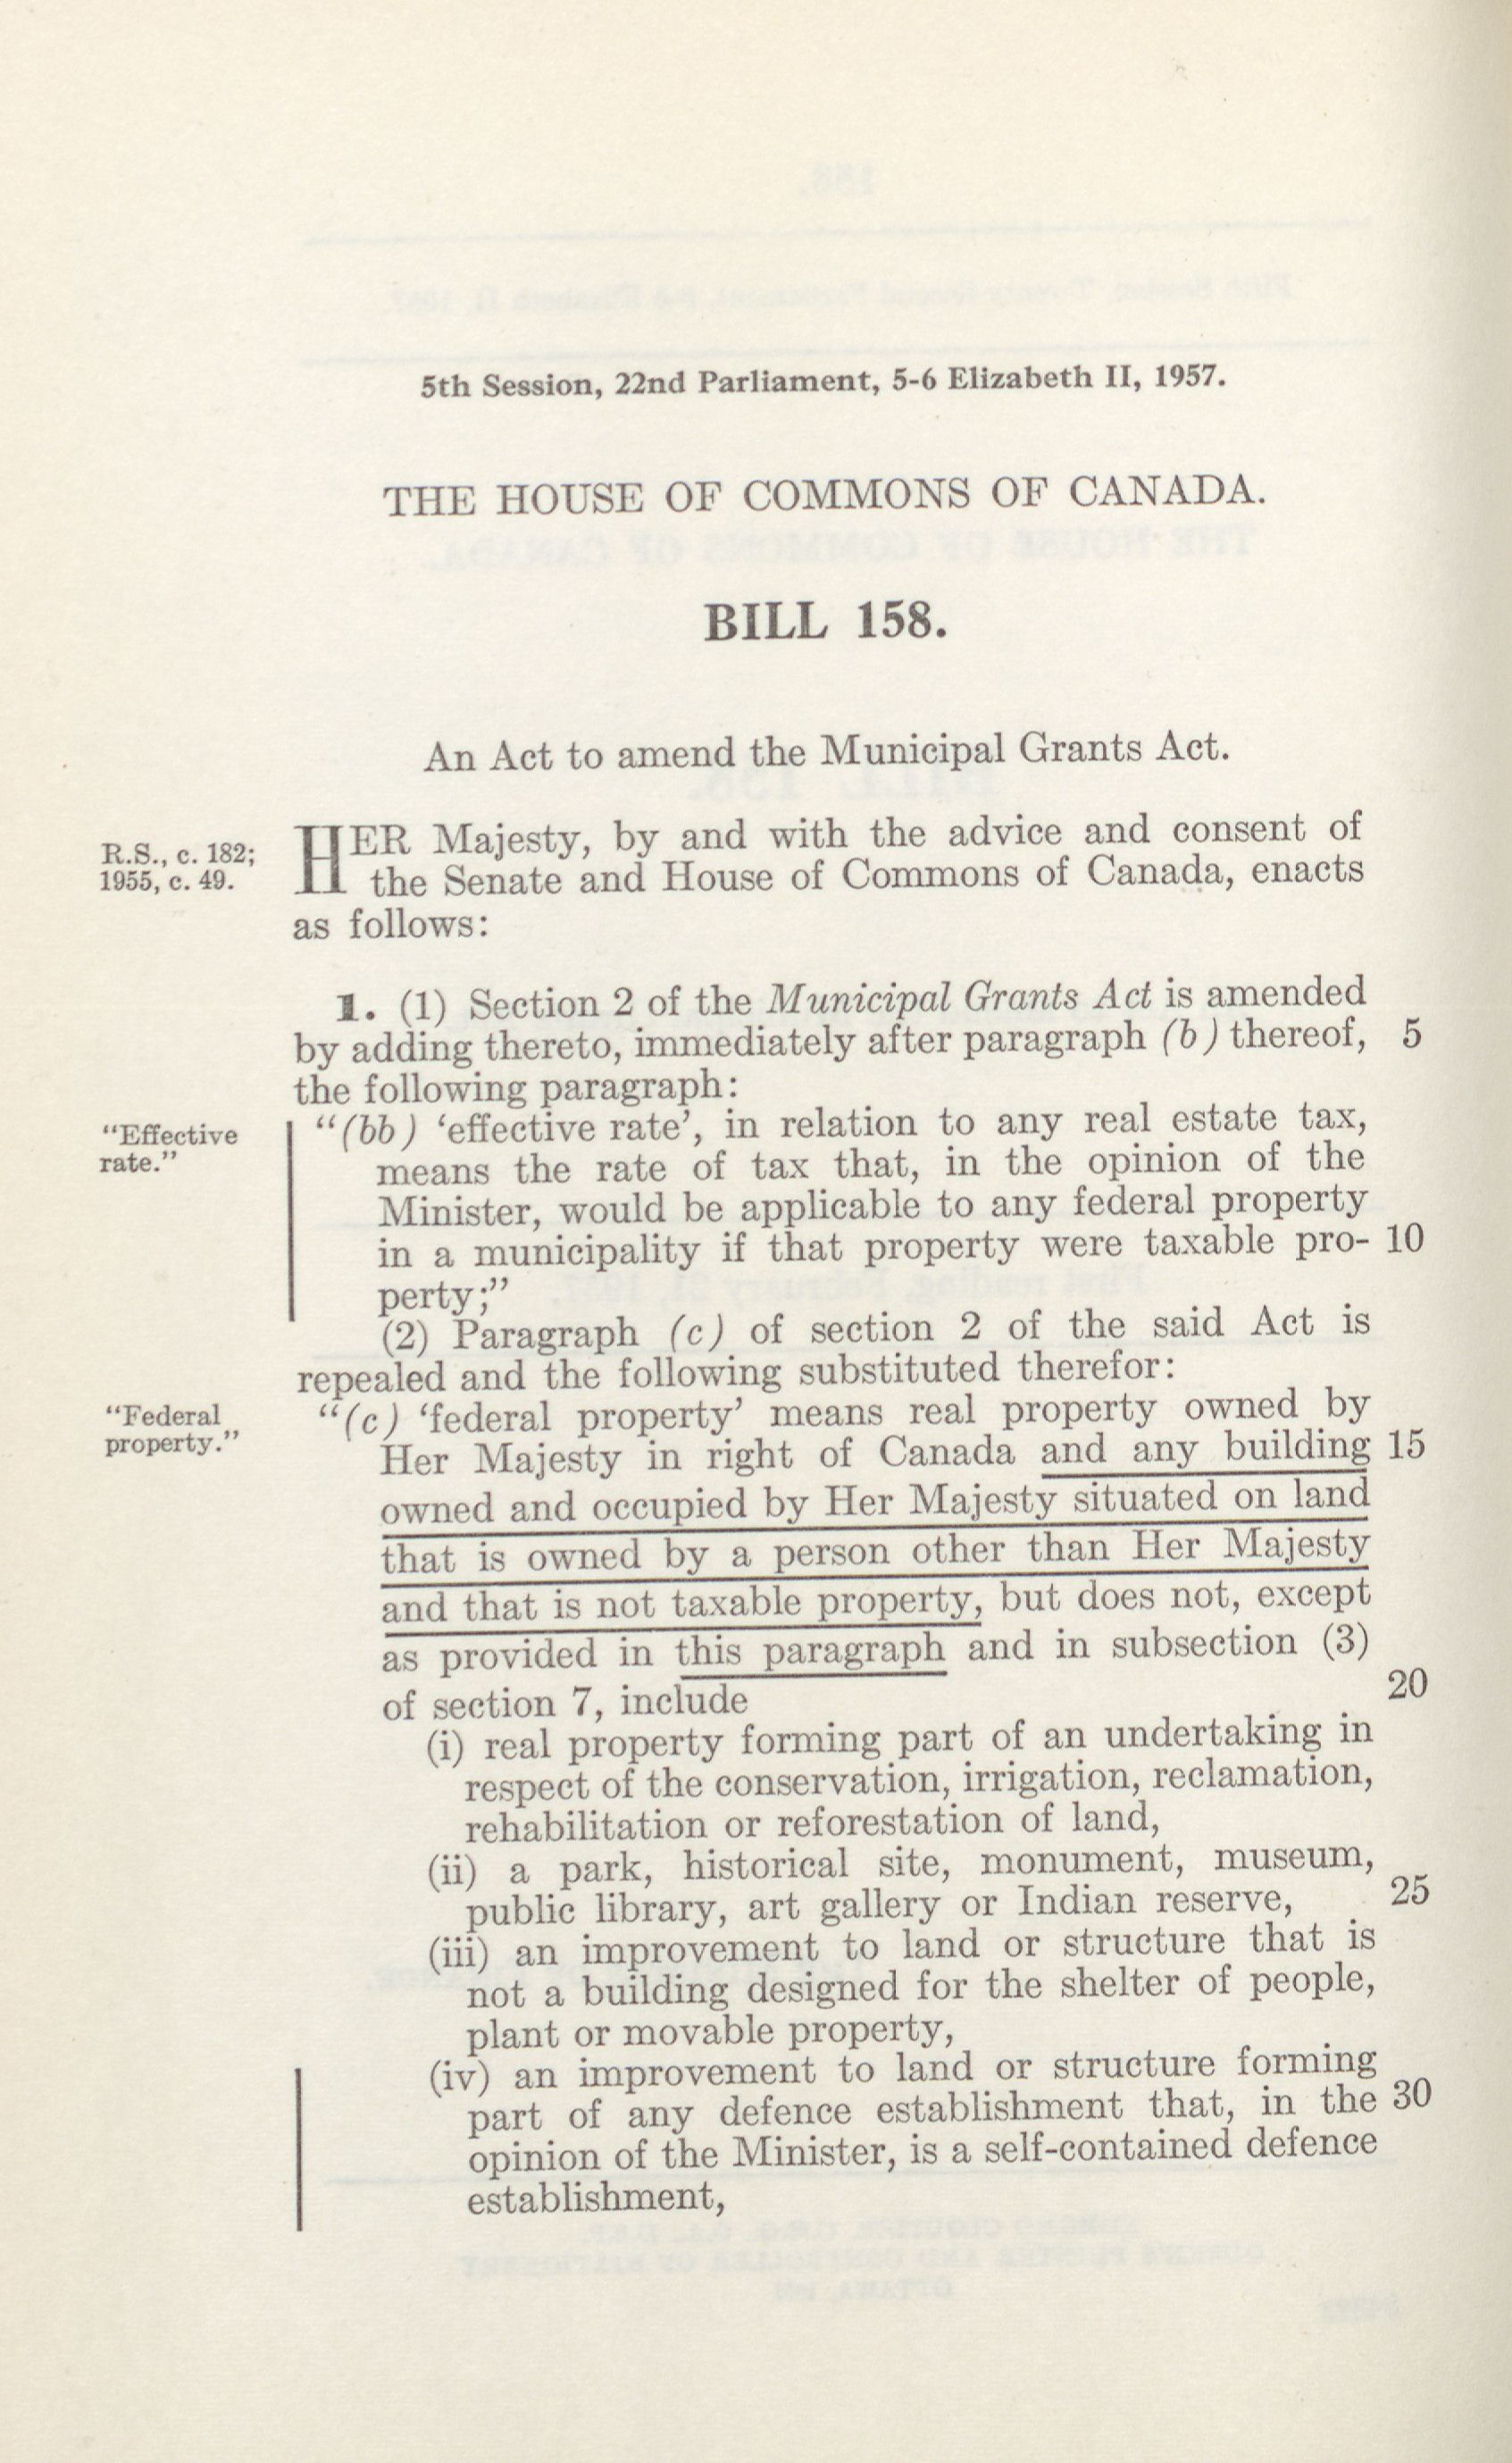 5th Session, 22nd Parliament, 5-6 Elizabeth II, 1957.
THE HOUSE OF COMMONS OF CANADA.
BILL 158.
An Act to amend the Municipal Grants Act.
R.S., c. 182;
1955, c. 49.
HER Majesty, by and with the advice and consent of
the Senate and House of Commons of Canada, enacts
as follows:
1. (1) Section 2 of the Municipal Grants Act is amended
by adding thereto, immediately after paragraph (b) thereof, 5
the following paragraph:
"Effective
rate."
"(bb) 'effective rate', in relation to any real estate tax,
means the rate of tax that, in the opinion of the
Minister, would be applicable to any federal property
in a municipality if that property were taxable pro- 10
perty;"
(2) Paragraph (c) of section 2 of the said Act is
repealed and the following substituted therefor:
"Federal
property."
"(c) 'federal property' means real property owned by
Her Majesty in right of Canada and any building 15
owned and occupied by Her Majesty situated on land
that is owned by a person other than Her Majesty
and that is not taxable property, but does not, except
as provided in this paragraph and in subsection (3)
of section 7, include 20
(i) real property forming part of an undertaking in
respect of the conservation, irrigation, reclamation,
rehabilitation or reforestation of land,
(ii) a park, historical site, monument, museum,
public library, art gallery or Indian reserve, 25
(iii) an improvement to land or structure that is
not a building designed for the shelter of people,
plant or movable property,
(iv) an improvement to land or structure forming
part of any defence establishment that, in the 30
opinion of the Minister, is a self-contained defence
establishment,